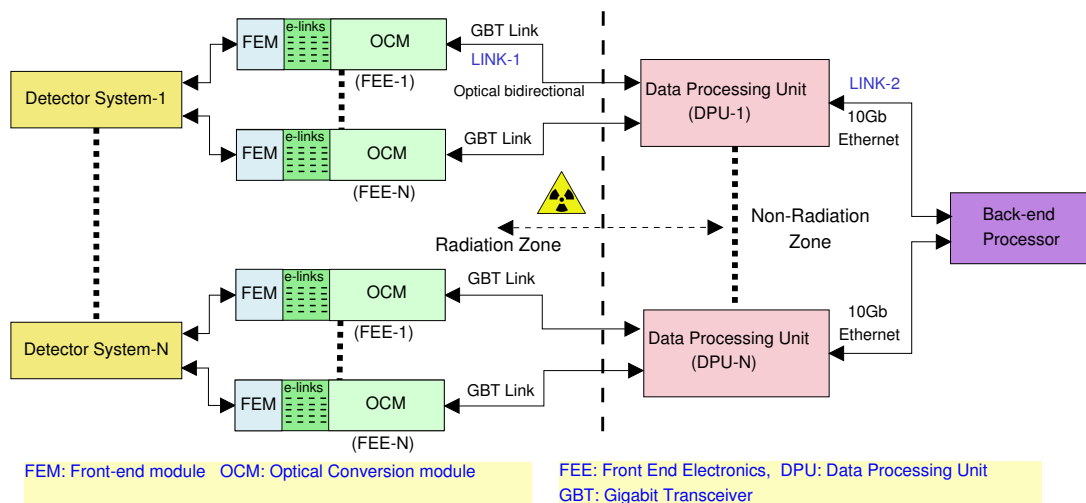 FEM
e-links
OCM
(FEE-1)
GBT Link
LINK-1
Optical bidirectional
Detector System-1
Data Processing Unit
(DPU-1)
LINK-2
10Gb
Ethernet
FEM
e-links
OCM
(FEE-N)
GBT Link
Radiation Zone
Non-Radiation
Zone
Back-end
Processor
FEM
e-links
OCM
(FEE-1)
GBT Link
Detector System-N
Data Processing Unit
(DPU-N)
10Gb
Ethernet
FEM
e-links
OCM
(FEE-N)
GBT Link
FEM: Front-end module OCM: Optical Conversion module
FEE: Front End Electronics, DPU: Data Processing Unit
GBT: Gigabit Transceiver